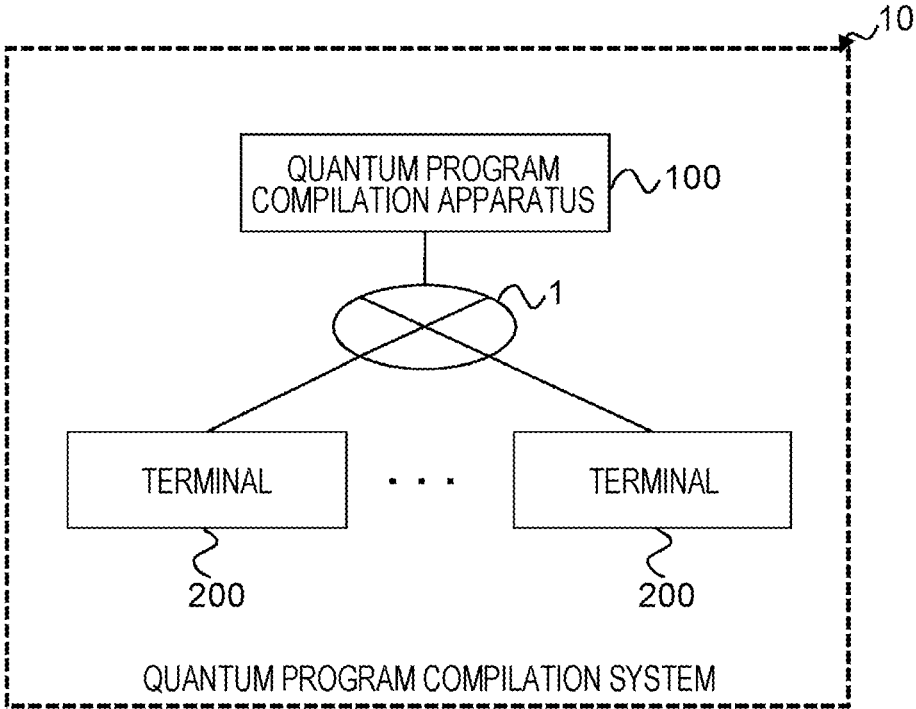 10
QUANTUM PROGRAM
COMPILATION APPARATUS
100
1
TERMINAL
. . .
TERMINAL
200
200
QUANTUM PROGRAM COMPILATION SYSTEM